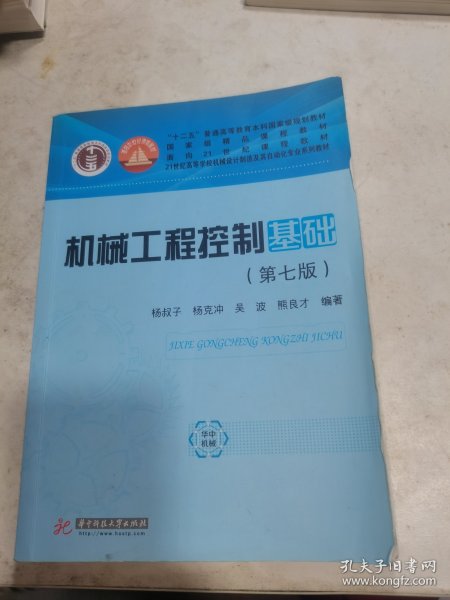 “十二五”普通高等教育本科国家级规划教材
国家级精品课程教材
面向21世纪课程教材
21世纪高等学校机械设计制造及其自动化专业系列教材
机械工程控制基础
（第七版）
杨叔子 杨克冲 吴 波 熊良才 编著
JIXIE GONGCHENG KONGZHI JICHU
华中
机械
华中科技大学出版社
http://www.hustp.com
孔夫子旧书网
www.kongfz.com